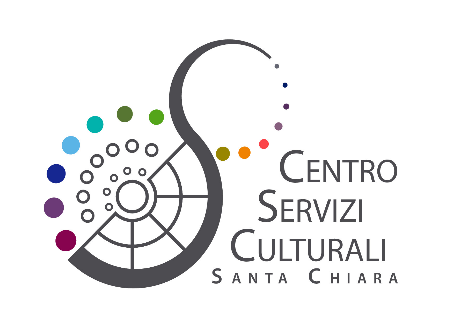 CENTRO
SERVIZI
CULTURALI
SANTA CHIARA